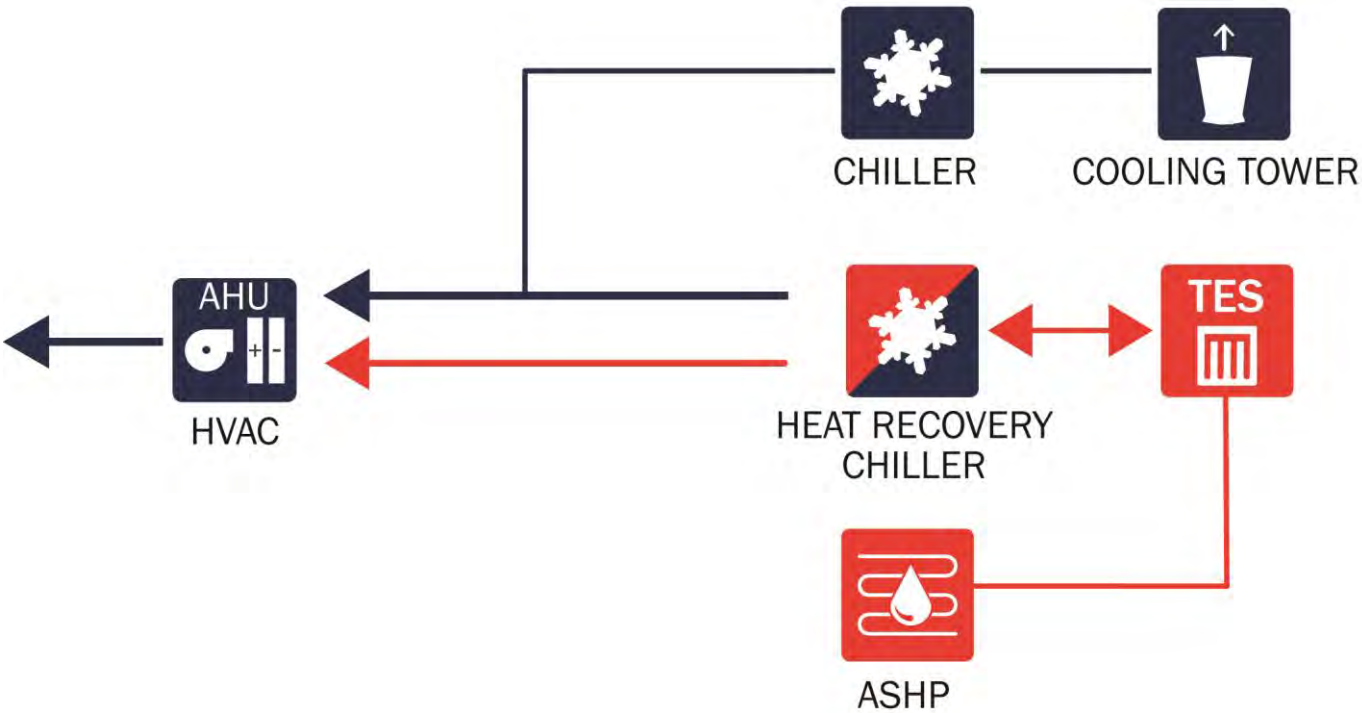 CHILLER
COOLING TOWER
AHU
+ -
HVAC
HEAT RECOVERY
CHILLER
TES
ASHP